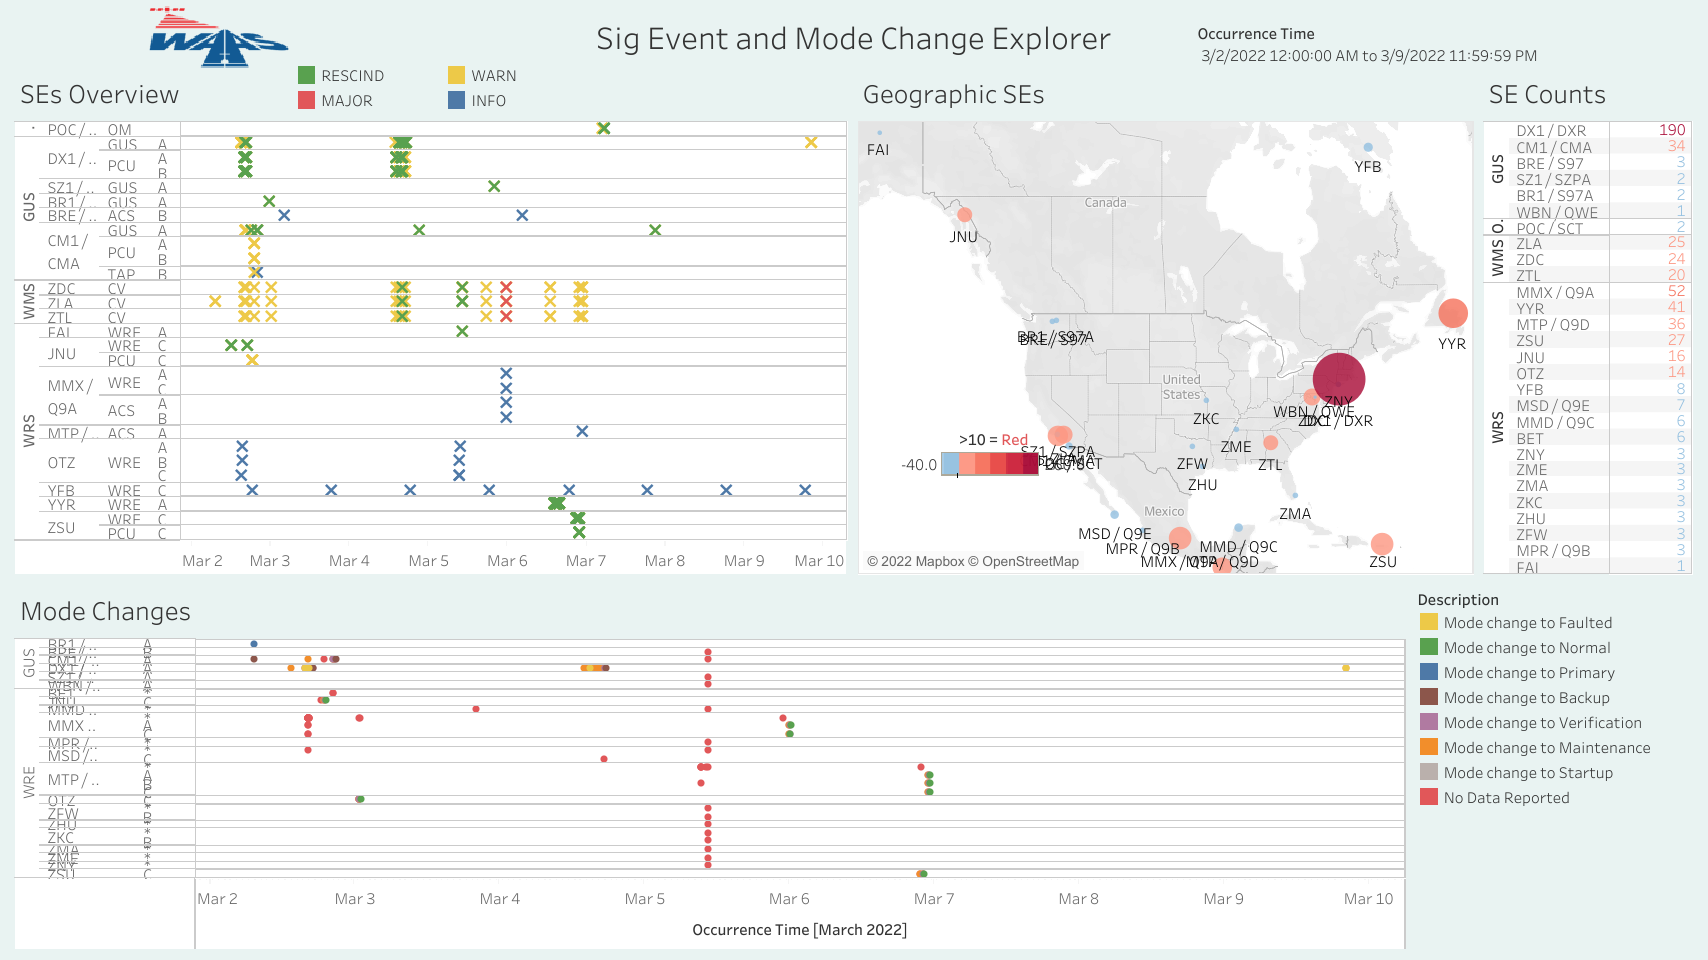 WAAS
Sig Event and Mode Change Explorer
Occurrence Time
3/2/2022 12:00:00 AM to 3/9/2022 11:59:59 PM
RESCIND
WARN
MAJOR
INFO
SEs Overview
POC / .. OM
GUS
GUS A
DX1 / .. PCU A
B
SZ1 / .. GUS A
BR1 / .. GUS A
BRE / .. ACS B
CM1 / CMA GUS A
PCU A
B
TAP B
WMS
ZDC CV
ZLA CV
ZTL CV
WRS
FAI WRE A
JNU WRE C
PCU C
MMX / Q9A WRE A
C
ACS A
B
MTP / .. ACS A
OTZ WRE A
B
C
YFB WRE C
YYR WRE A
ZSU WRE C
PCU C
Mar 2 Mar 3 Mar 4 Mar 5 Mar 6 Mar 7 Mar 8 Mar 9 Mar 10
Geographic SEs
FAI
YFB
Canada
JNU
YYR
BR1 / S97A
BRE / S97
United States
ZNY
WBN / QWE
DX1 / DXR
ZKC
ZME
ZTL
>10 = Red
-40.0
SZ1 / SZPA
ZFW
ZHU
ZMA
Mexico
MSD / Q9E
MPR / Q9B
MMD / Q9C
MMX / Q9A
MTP / Q9D
ZSU
© 2022 Mapbox © OpenStreetMap
SE Counts
GUS
DX1 / DXR 190
CM1 / CMA 34
BRE / S97 3
SZ1 / SZPA 2
BR1 / S97A 2
WBN / QWE 1
O.
POC / SCT 2
WMS
ZLA 25
ZDC 24
ZTL 20
WRS
MMX / Q9A 52
YYR 41
MTP / Q9D 36
ZSU 27
JNU 16
OTZ 14
YFB 8
MSD / Q9E 7
MMD / Q9C 6
BET 6
ZNY 3
ZME 3
ZMA 3
ZKC 3
ZHU 3
ZFW 3
MPR / Q9B 3
FAI 1
Mode Changes
GUS
BR1 / .. A
BRE / .. B
CM1 / .. A
DX1 / .. A
SZ1 / .. A
WBN / .. A
WRE
BET *
JNU C
MMD .. *
MMX .. *
A
C
MPR / .. *
MSD / .. *
C
MTP / .. *
A
B
OTZ C
ZFW *
B
ZHU *
ZKC *
B
ZMA *
ZME *
ZNY *
ZSU C
Mar 2 Mar 3 Mar 4 Mar 5 Mar 6 Mar 7 Mar 8 Mar 9 Mar 10
Occurrence Time [March 2022]
Description
Mode change to Faulted
Mode change to Normal
Mode change to Primary
Mode change to Backup
Mode change to Verification
Mode change to Maintenance
Mode change to Startup
No Data Reported